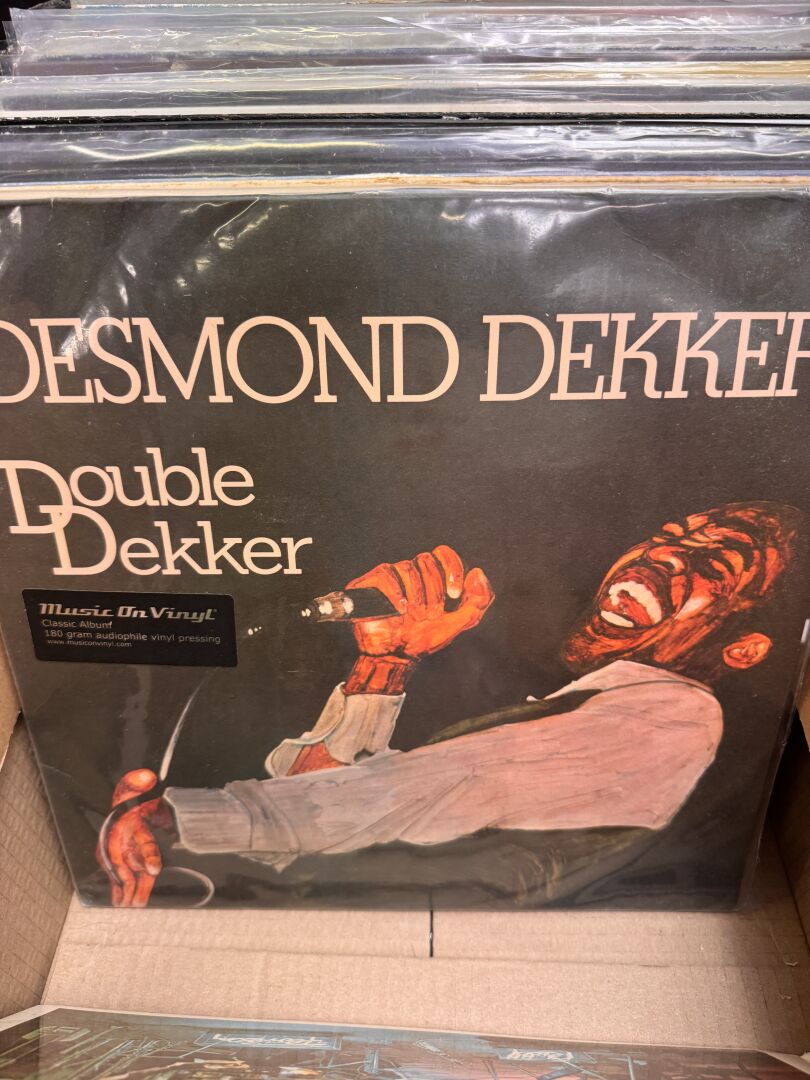 DESMOND DEKKER
Double
Dekker
Music On Vinyl
Classic Album
180 gram audiophile vinyl pressing
www.musiconvinyl.com